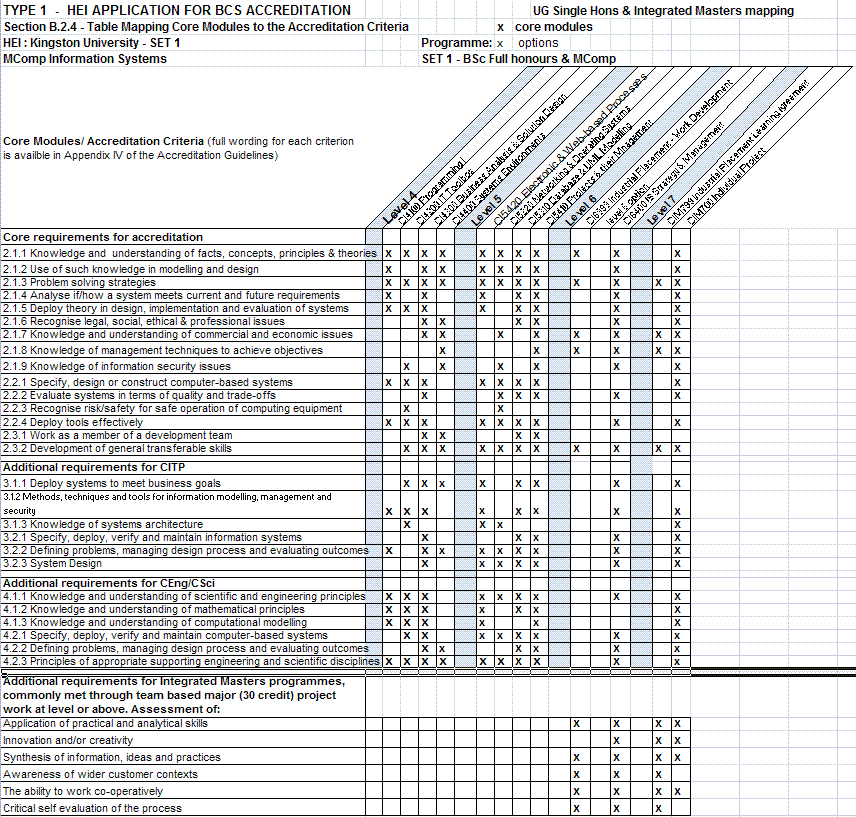 TYPE 1 - HEI APPLICATION FOR BCS ACCREDITATION UG Single Hons & Integrated Masters mapping
Section B.2.4 - Table Mapping Core Modules to the Accreditation Criteria x core modules
HEI : Kingston University - SET 1 Programme: x options
MComp Information Systems SET 1 - BSc Full honours & MComp
Core Modules/ Accreditation Criteria (full wording for each criterion
is availble in Appendix IV of the Accreditation Guidelines)
Level 4
Programming I
IT Toolbox
Business Analysis & Solution Design
Systems Environments
Level 5
CI5420 Electronic & Web-based Processes
Networking & Operating Systems
Database & UML Modelling
Projects & their Mnagement
Level 6
Industrial Placement - Work Development
level 6 option
Strategy & Management
Level 7
Industrial Placement Learning Agreement
CIM700 Individual Project
Core requirements for accreditation
2.1.1 Knowledge and understanding of facts, concepts, principles & theories x x x x x x x x x x x
2.1.2 Use of such knowledge in modelling and design x x x x x x x x x
2.1.3 Problem solving strategies x x x x x x x x x x x x
2.1.4 Analyse if/how a system meets current and future requirements x x x x x x x
2.1.5 Deploy theory in design, implementation and evaluation of systems x x x x x x x x
2.1.6 Recognise legal, social, ethical & professional issues x x x x x x
2.1.7 Knowledge and understanding of commercial and economic issues x x x x x x x x
2.1.8 Knowledge of management techniques to achieve objectives x x x x x x
2.1.9 Knowledge of information security issues x x x x x x
2.2.1 Specify, design or construct computer-based systems x x x x x x x x
2.2.2 Evaluate systems in terms of quality and trade-offs x x x x x x
2.2.3 Recognise risk/safety for safe operation of computing equipment x x
2.2.4 Deploy tools effectively x x x x x x x x x
2.3.1 Work as a member of a development team x x x x
2.3.2 Development of general transferable skills x x x x x x x x x x x
Additional requirements for CITP
3.1.1 Deploy systems to meet business goals x x x x x x x x
3.1.2 Methods, techniques and tools for information modelling, management and
security x x x x x x x x
3.1.3 Knowledge of systems architecture x x x x
3.2.1 Specify, deploy, verify and maintain information systems x x x x x
3.2.2 Defining problems, managing design process and evaluating outcomes x x x x x x x x x
3.2.3 System Design x x x x x x x
Additional requirements for CEng/CSci
4.1.1 Knowledge and understanding of scientific and engineering principles x x x x x x x x x
4.1.2 Knowledge and understanding of mathematical principles x x x x x x x
4.1.3 Knowledge and understanding of computational modelling x x x x x x
4.2.1 Specify, deploy, verify and maintain computer-based systems x x x x x x x x
4.2.2 Defining problems, managing design process and evaluating outcomes x x x x x x
4.2.3 Principles of appropriate supporting engineering and scientific disciplines x x x x x x x x x x
Additional requirements for Integrated Masters programmes,
commonly met through team based major (30 credit) project
work at level or above. Assessment of:
Application of practical and analytical skills x x x x
Innovation and/or creativity x x x
Synthesis of information, ideas and practices x x x x
Awareness of wider customer contexts x x x
The ability to work co-operatively x x x x
Critical self evaluation of the process x x x